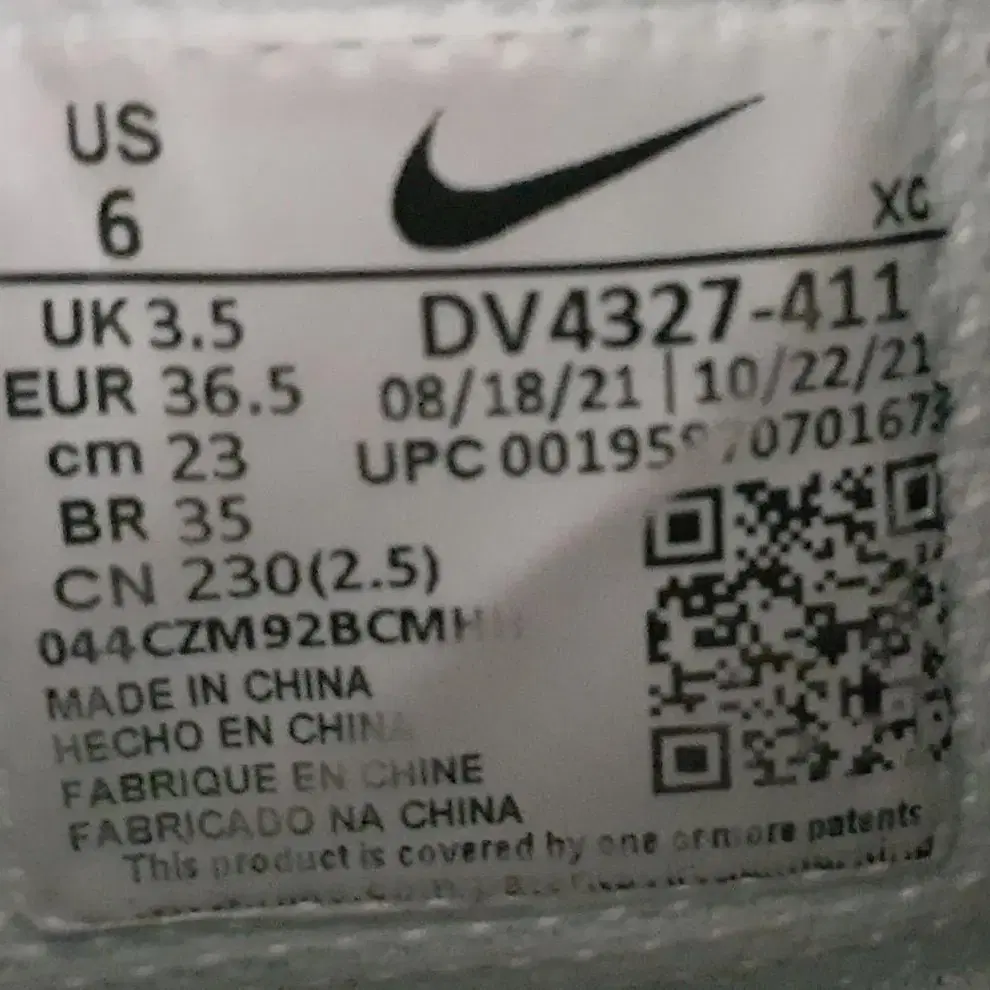 US
6
XC
UK 3.5
DV4327-411
EUR 36.5
08/18/21 | 10/22/21
cm 23
UPC
BR 35
CN 230(2.5)
MADE IN CHINA
HECHO EN CHINA
FABRIQUE EN CHINE
FABRICADO NA CHINA
This product is covered by one or more patents